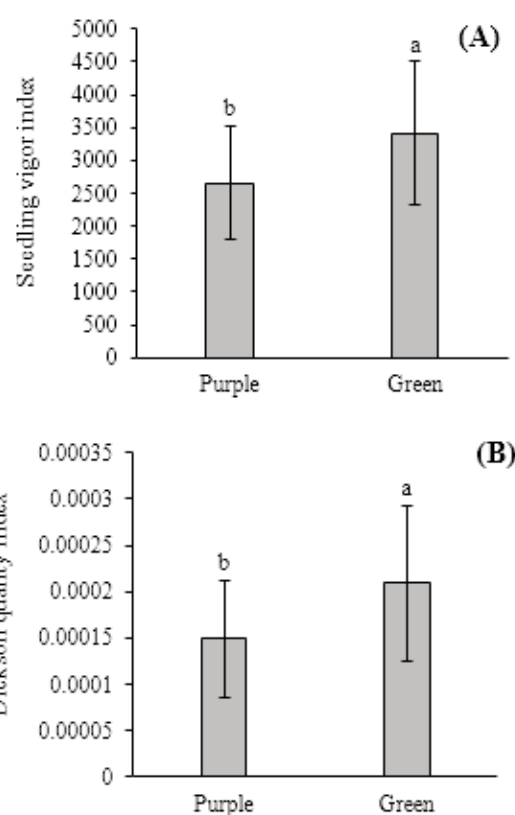 (A)
Seedling vigor index
5000
4500
4000
3500
3000
2500
2000
1500
1000
500
0
b
a
Purple
Green
(B)
Dickson quality index
0.00035
0.0003
0.00025
0.0002
0.00015
0.0001
0.00005
0
b
a
Purple
Green